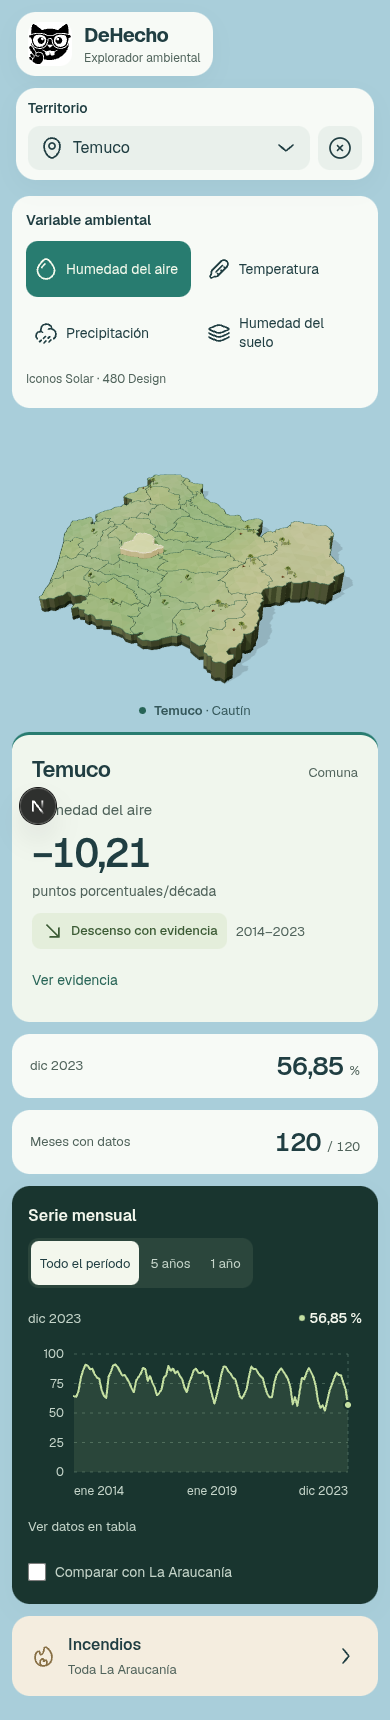 DeHecho
Explorador ambiental
Territorio
Temuco
Variable ambiental
Humedad del aire
Temperatura
Precipitación
Humedad del
suelo
Iconos Solar · 480 Design
Temuco · Cautín
Temuco
Comuna
N
medad del aire
−10,21
puntos porcentuales/década
Descenso con evidencia
2014–2023
Ver evidencia
dic 2023
56,85 %
Meses con datos
120 / 120
Serie mensual
Todo el período
5 años
1 año
dic 2023
56,85 %
100
75
50
25
0
ene 2014
ene 2019
dic 2023
Ver datos en tabla
Comparar con La Araucanía
Incendios
Toda La Araucanía